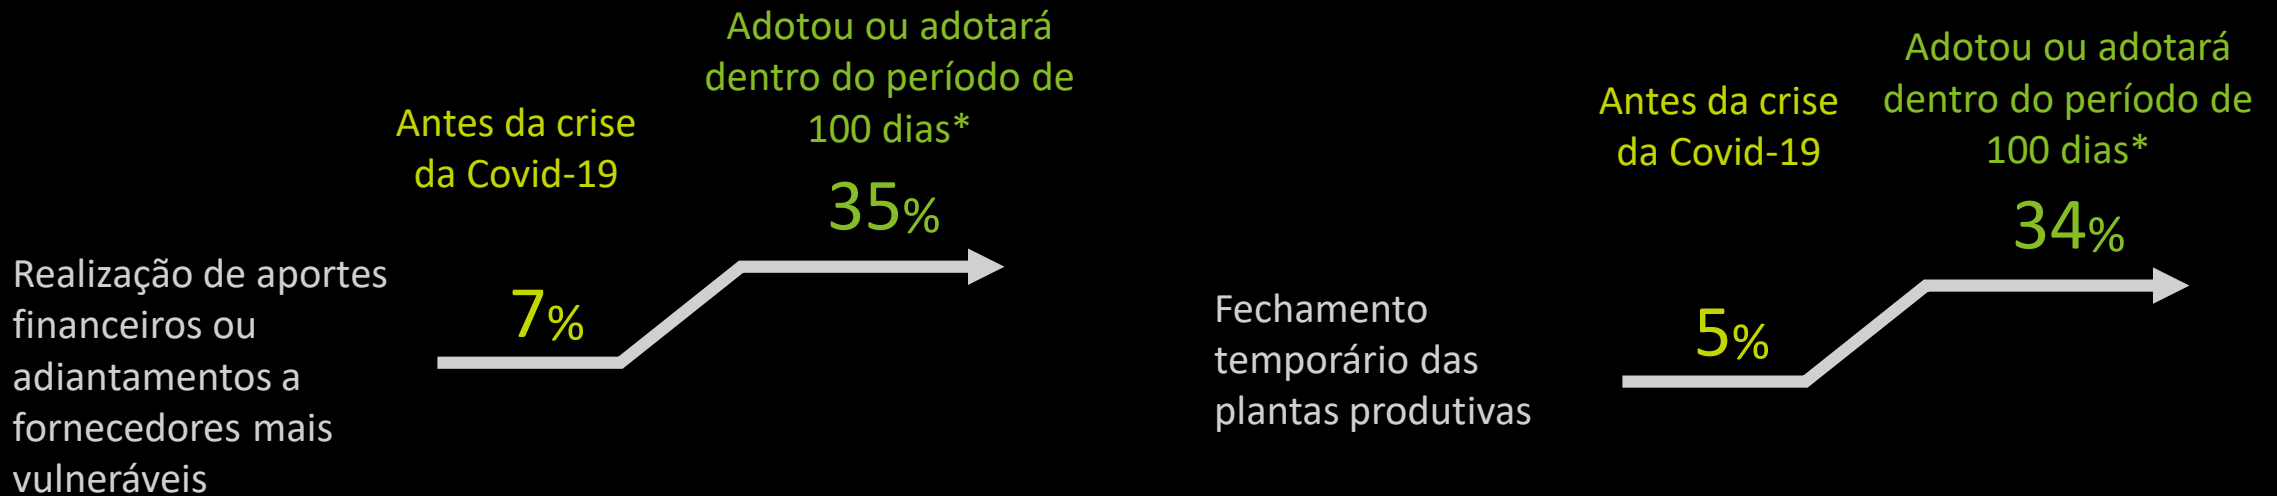 Realização de aportes
financeiros ou
adiantamentos a
fornecedores mais
vulneráveis
Antes da crise
da Covid-19
7%
Adotou ou adotará
dentro do período de
100 dias*
35%
Fechamento
temporário das
plantas produtivas
Antes da crise
da Covid-19
5%
Adotou ou adotará
dentro do período de
100 dias*
34%